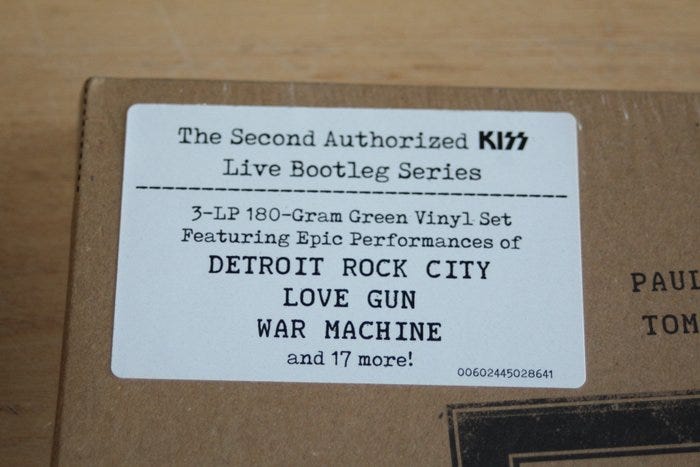 The Second Authorized KISS
Live Bootleg Series
3-LP 180-Gram Green Vinyl Set
Featuring Epic Performances of
DETROIT ROCK CITY
LOVE GUN
WAR MACHINE
and 17 more!
00602445028641
PAUL
TOM